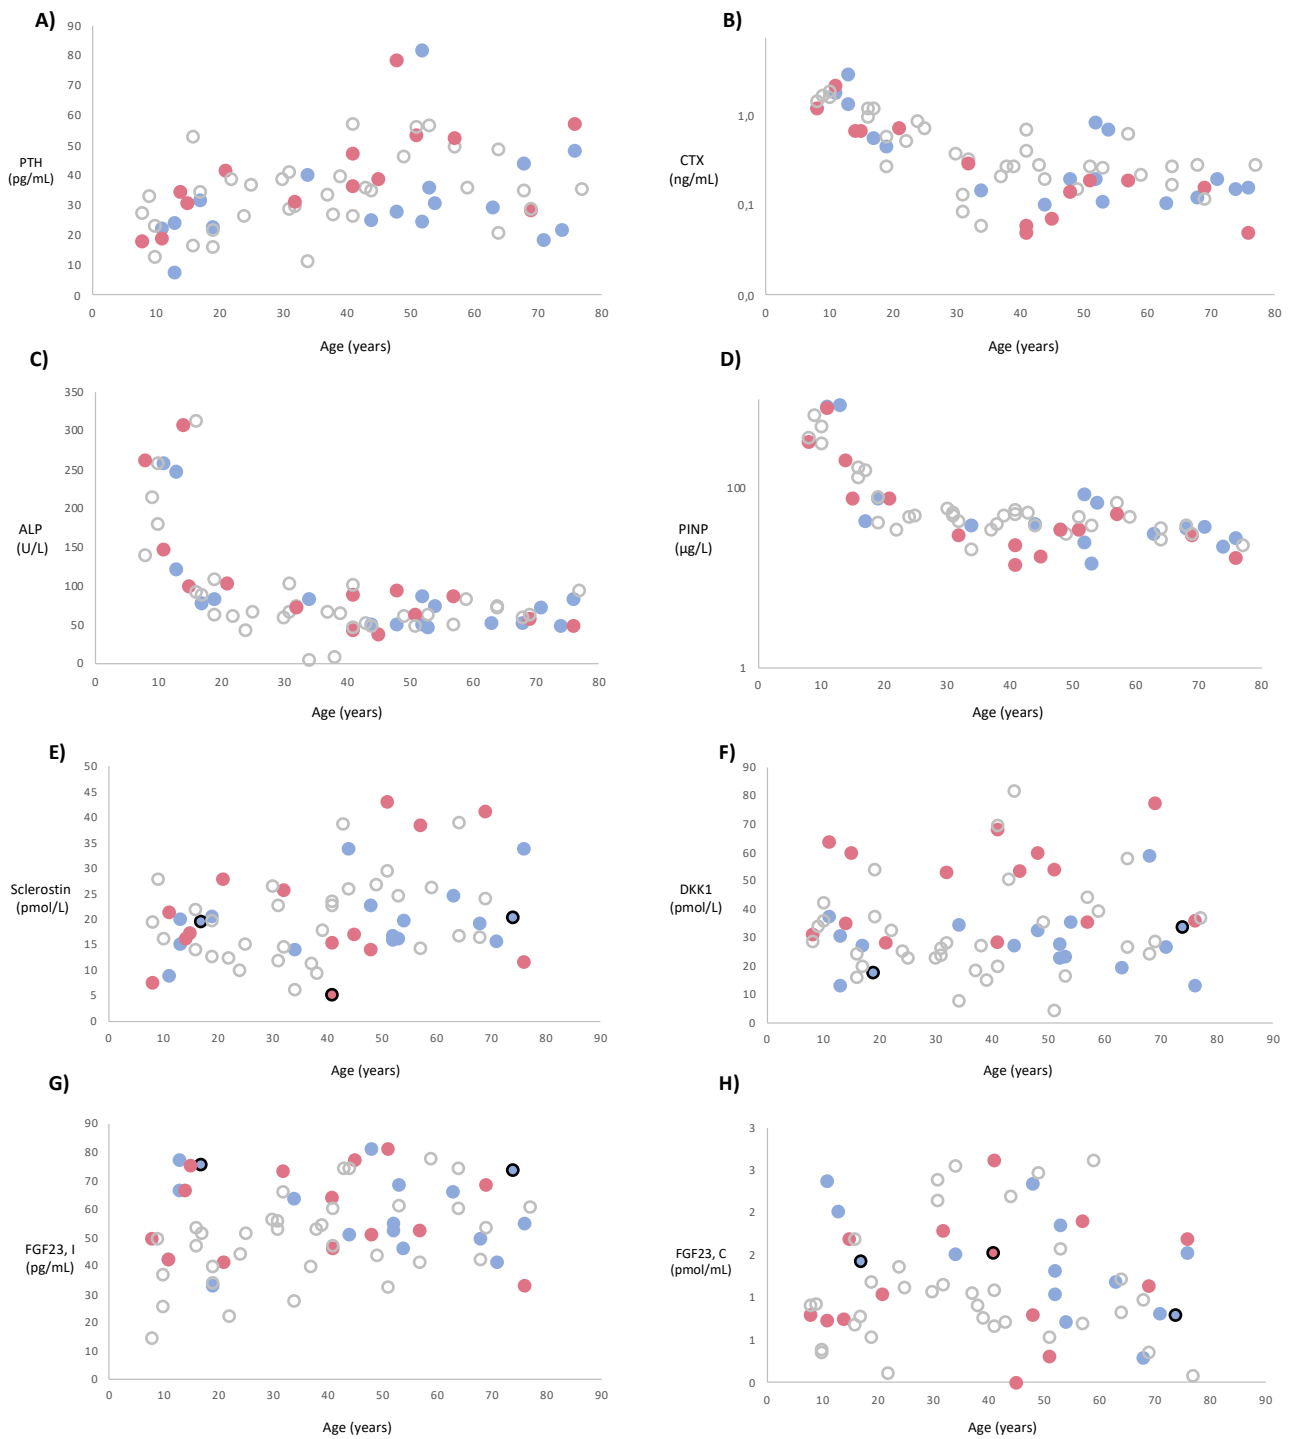 A)
90
80
70
60
50
40
30
20
10
0
PTH
(pg/mL)
0 10 20 30 40 50 60 70 80
Age (years)
B)
1,0
0,1
0,0
CTX
(ng/mL)
0 10 20 30 40 50 60 70 80
Age (years)
C)
350
300
250
200
150
100
50
0
ALP
(U/L)
0 10 20 30 40 50 60 70 80
Age (years)
D)
100
1
PINP
(µg/L)
0 10 20 30 40 50 60 70 80
Age (years)
E)
50
45
40
35
30
25
20
15
10
5
0
Sclerostin
(pmol/L)
0 10 20 30 40 50 60 70 80 90
Age (years)
F)
90
80
70
60
50
40
30
20
10
0
DKK1
(pmol/L)
0 10 20 30 40 50 60 70 80 90
Age (years)
G)
90
80
70
60
50
40
30
20
10
0
FGF23, I
(pg/mL)
0 10 20 30 40 50 60 70 80 90
Age (years)
H)
3
3
2
2
1
1
0
FGF23, C
(pmol/mL)
0 10 20 30 40 50 60 70 80 90
Age (years)